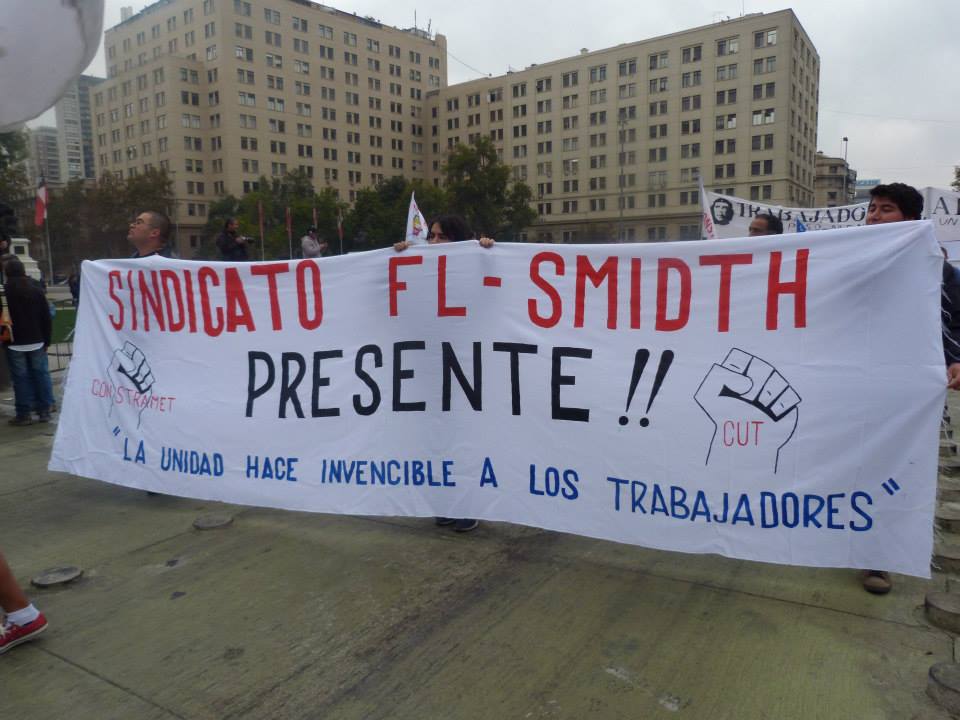 SINDICATO FL-SMIDTH
PRESENTE!!
CONSTRAMET
CUT
"LA UNIDAD HACE INVENCIBLE A LOS TRABAJADORES"